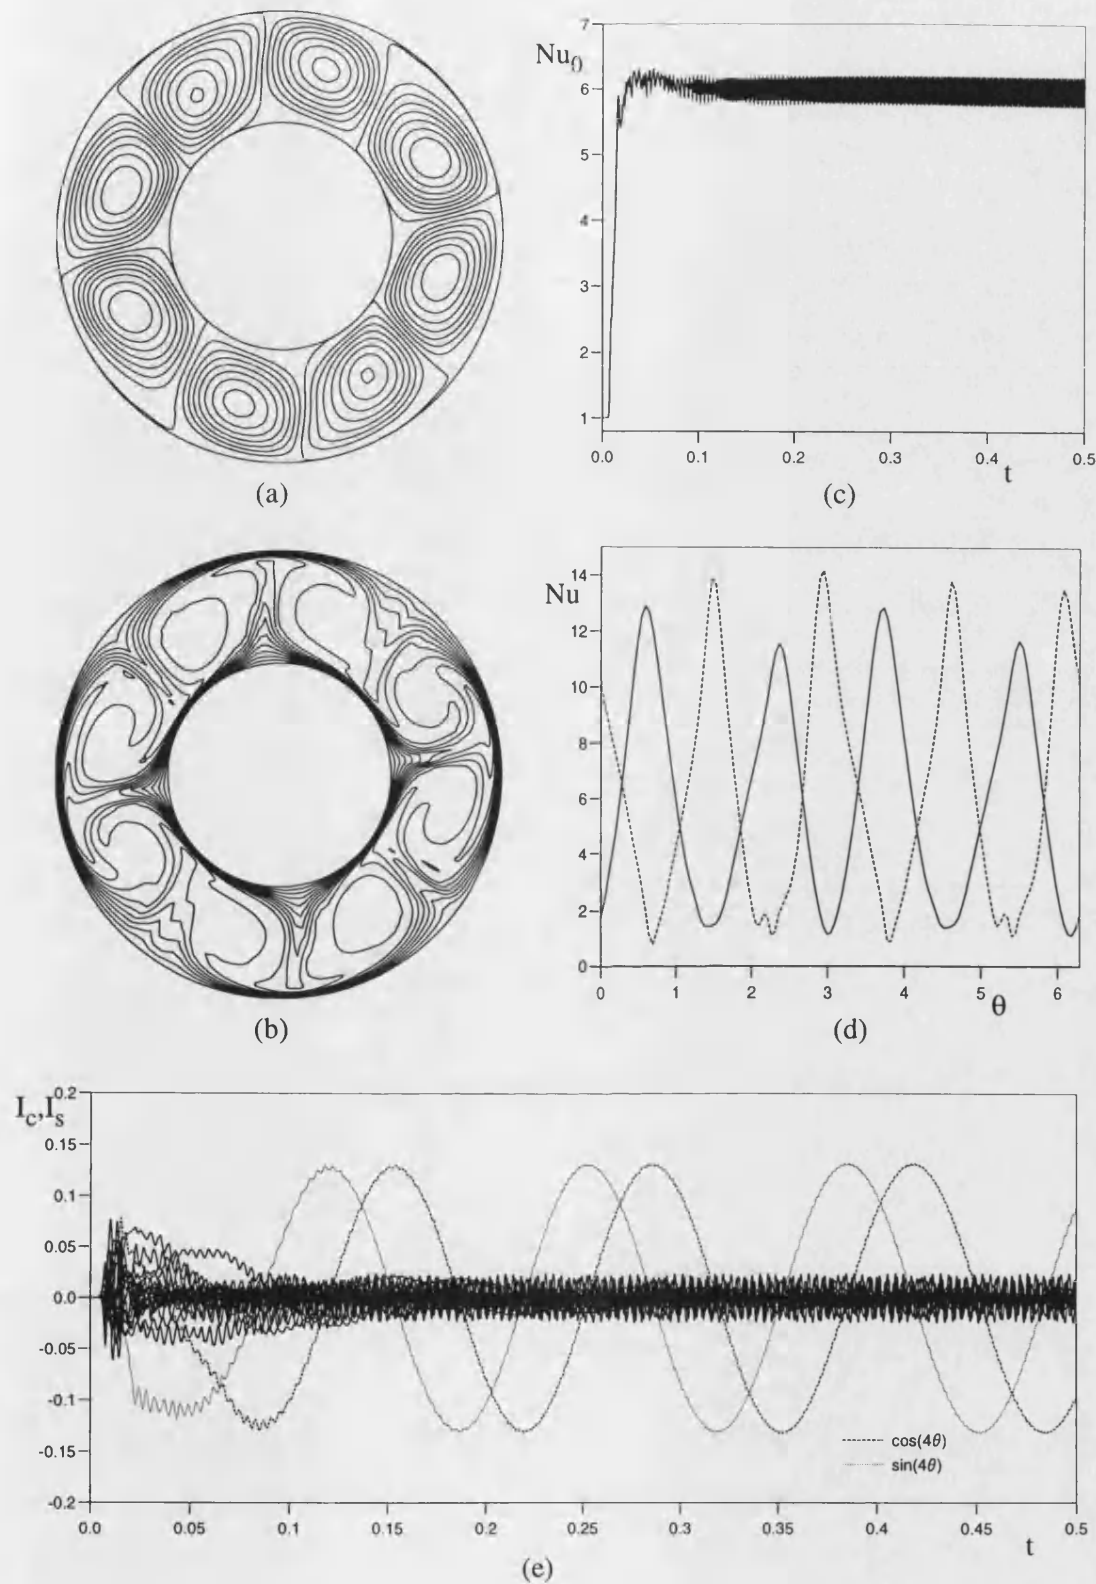 (a)
Nu₀
7
6
5
4
3
2
1
0.0 0.1 0.2 0.3 0.4 0.5
t
(c)
(b)
Nu
14
12
10
8
6
4
2
0
0 1 2 3 4 5 6
θ
(d)
I_c,I_s
0.2
0.15
0.1
0.05
0.0
-0.05
-0.1
-0.15
-0.2
cos(4θ)
sin(4θ)
0.0 0.05 0.1 0.15 0.2 0.25 0.3 0.35 0.4 0.45 0.5
t
(e)